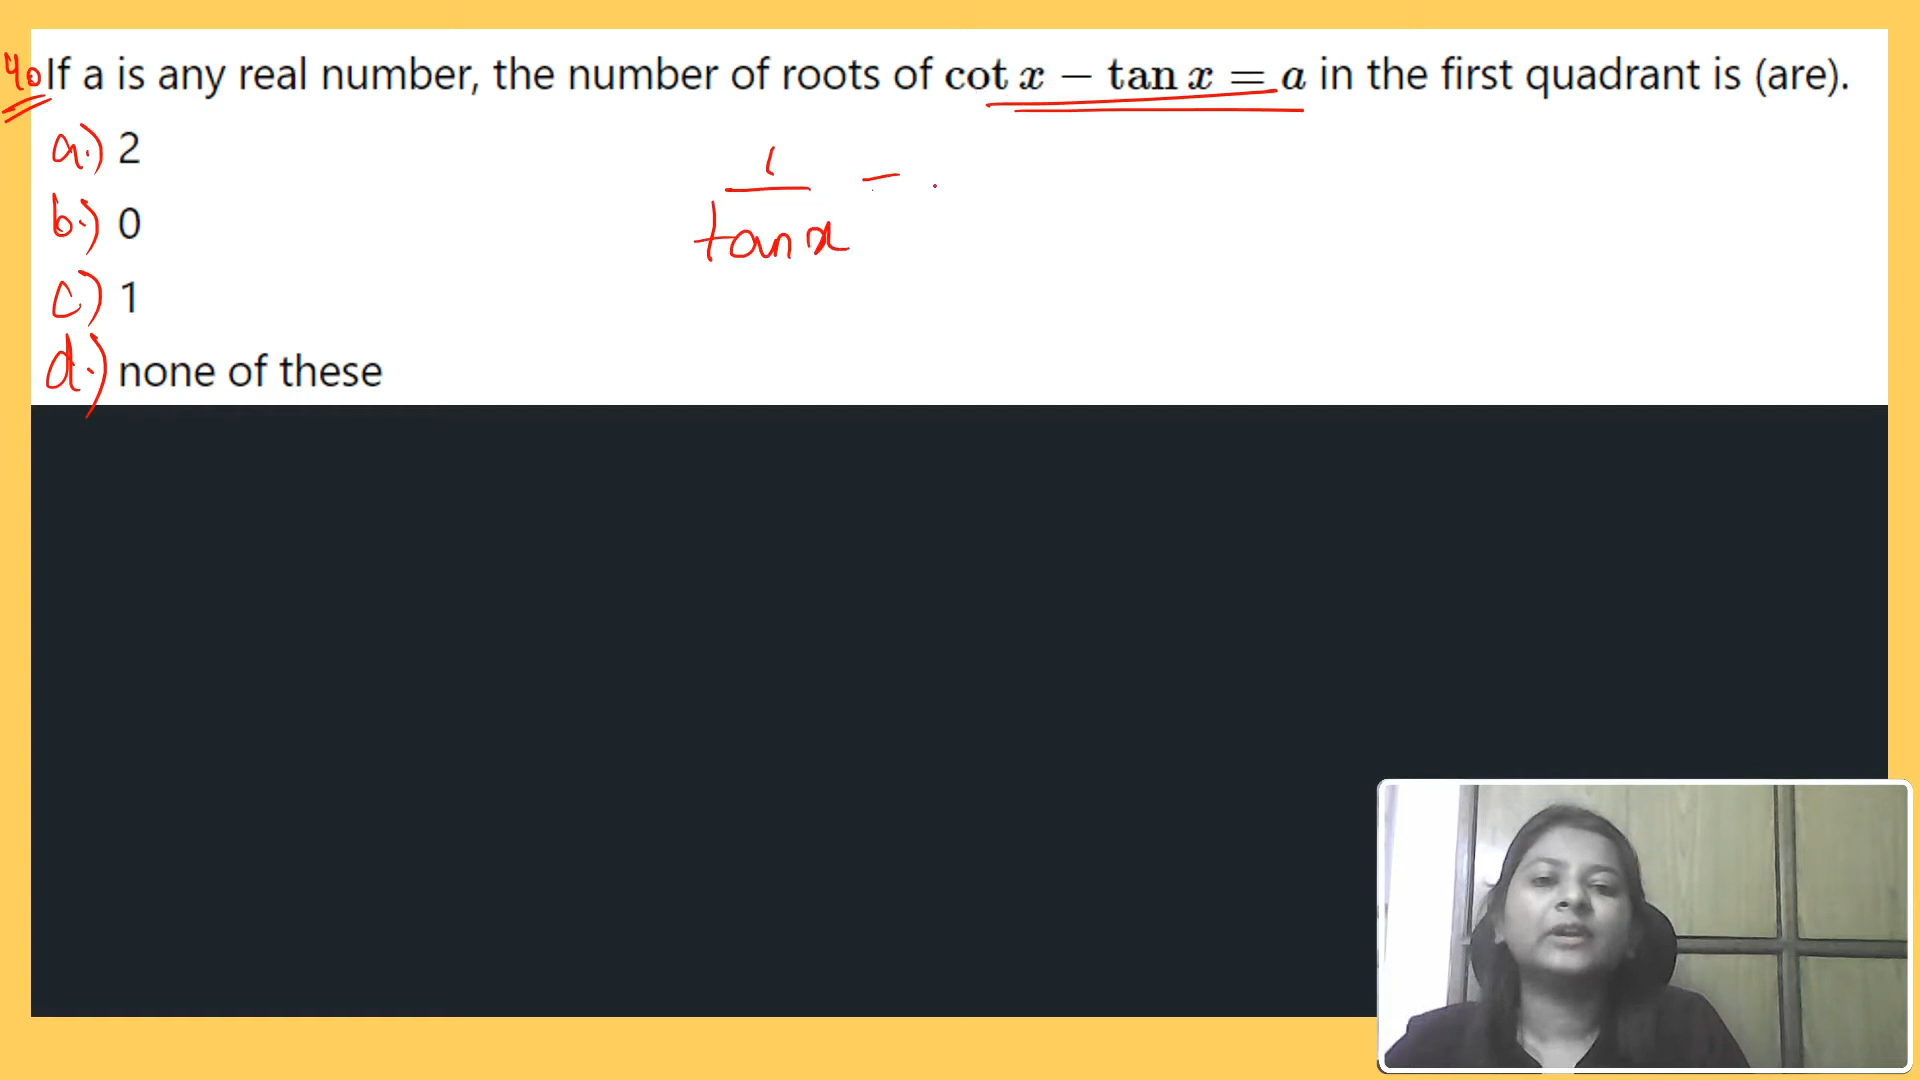 40 If a is any real number, the number of roots of cot x − tan x = a in the first quadrant is (are).
a.) 2
b.) 0
c) 1
d.) none of these
1
tan x −